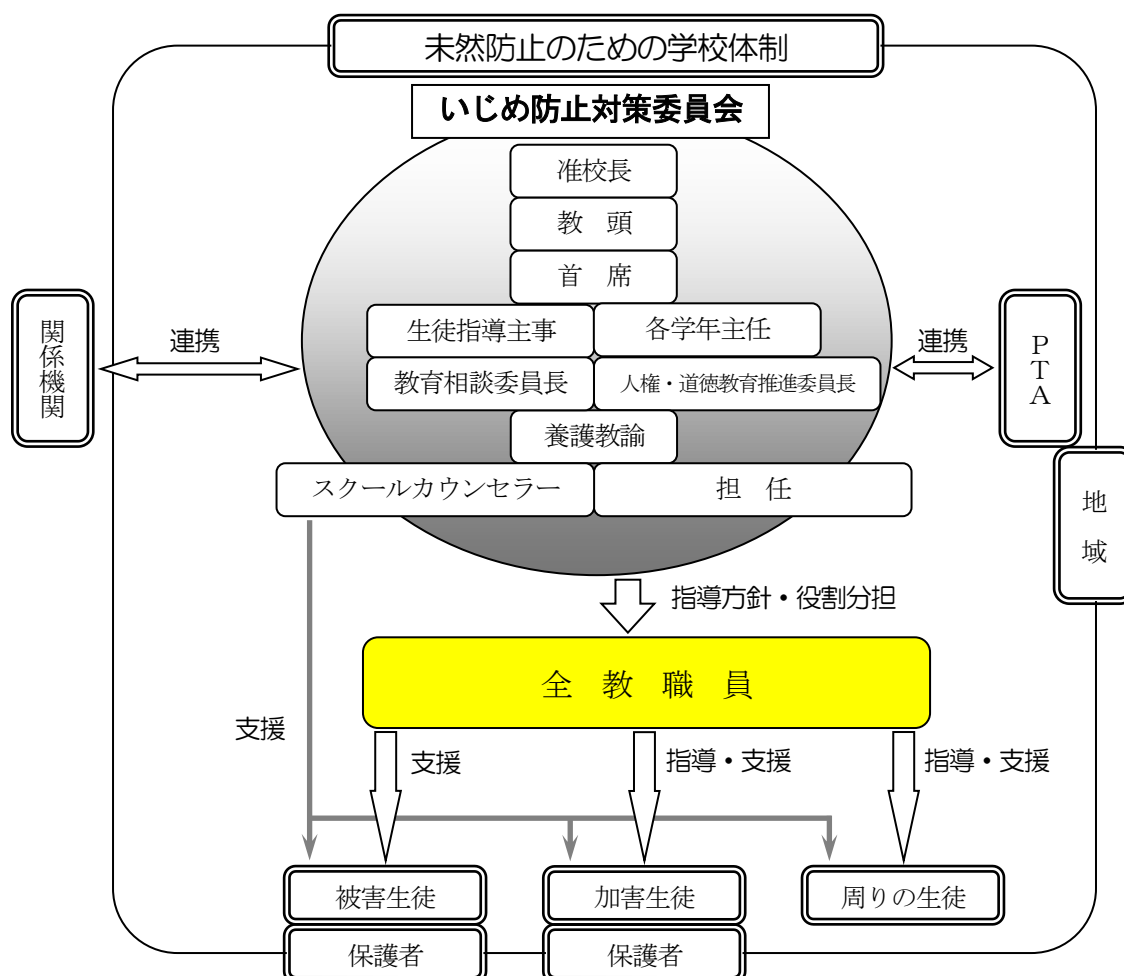 未然防止のための学校体制
いじめ防止対策委員会
准校長
教 頭
首 席
生徒指導主事
各学年主任
教育相談委員長
人権・道徳教育推進委員長
養護教諭
スクールカウンセラー
担 任
関係機関
連携
連携
PTA
地域
指導方針・役割分担
全 教 職 員
支援
支援
指導・支援
指導・支援
被害生徒
加害生徒
周りの生徒
保護者
保護者